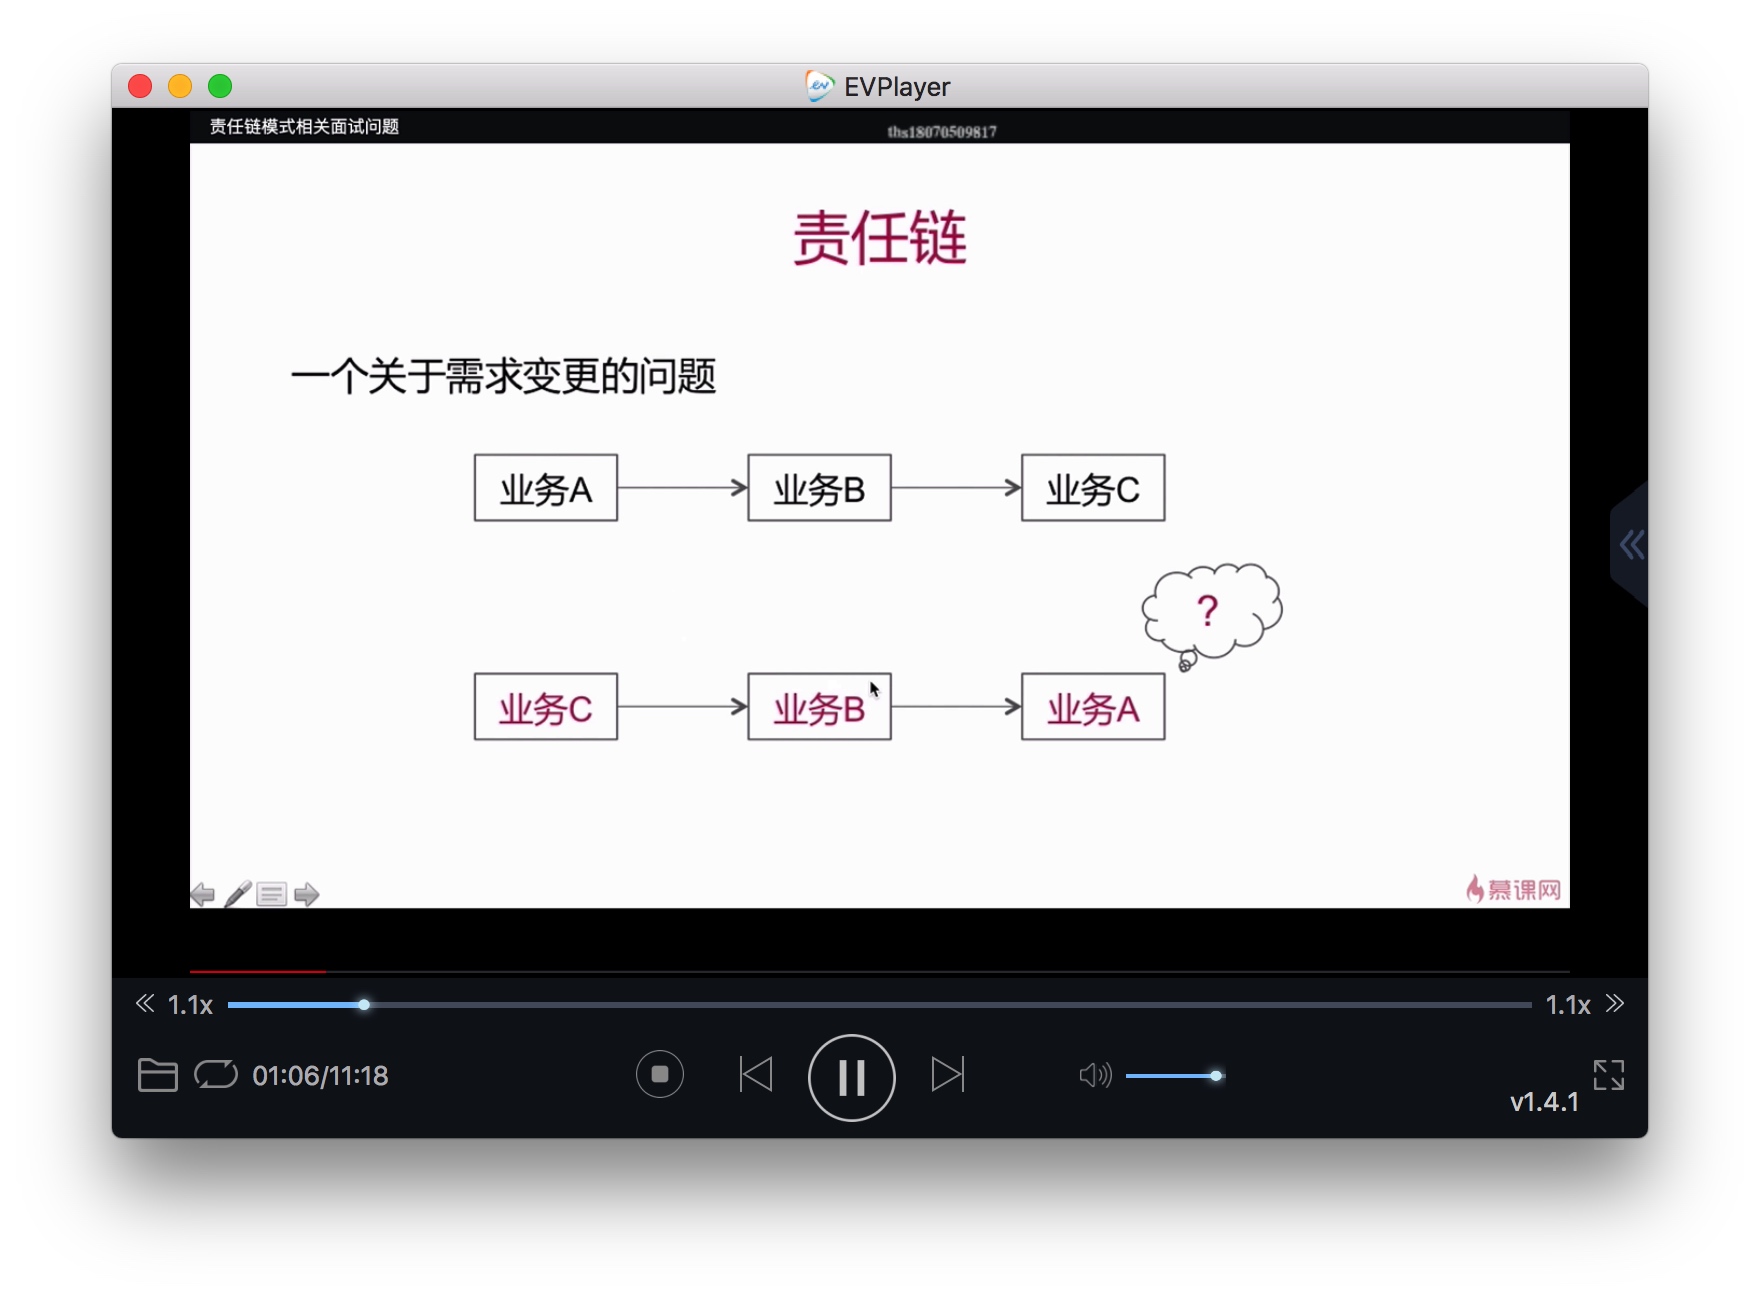 EVPlayer
责任链模式相关面试问题
ths18070509817
责任链
一个关于需求变更的问题
业务A
业务B
业务C
?
业务C
业务B
业务A
慕课网
1.1x
1.1x
01:06/11:18
v1.4.1